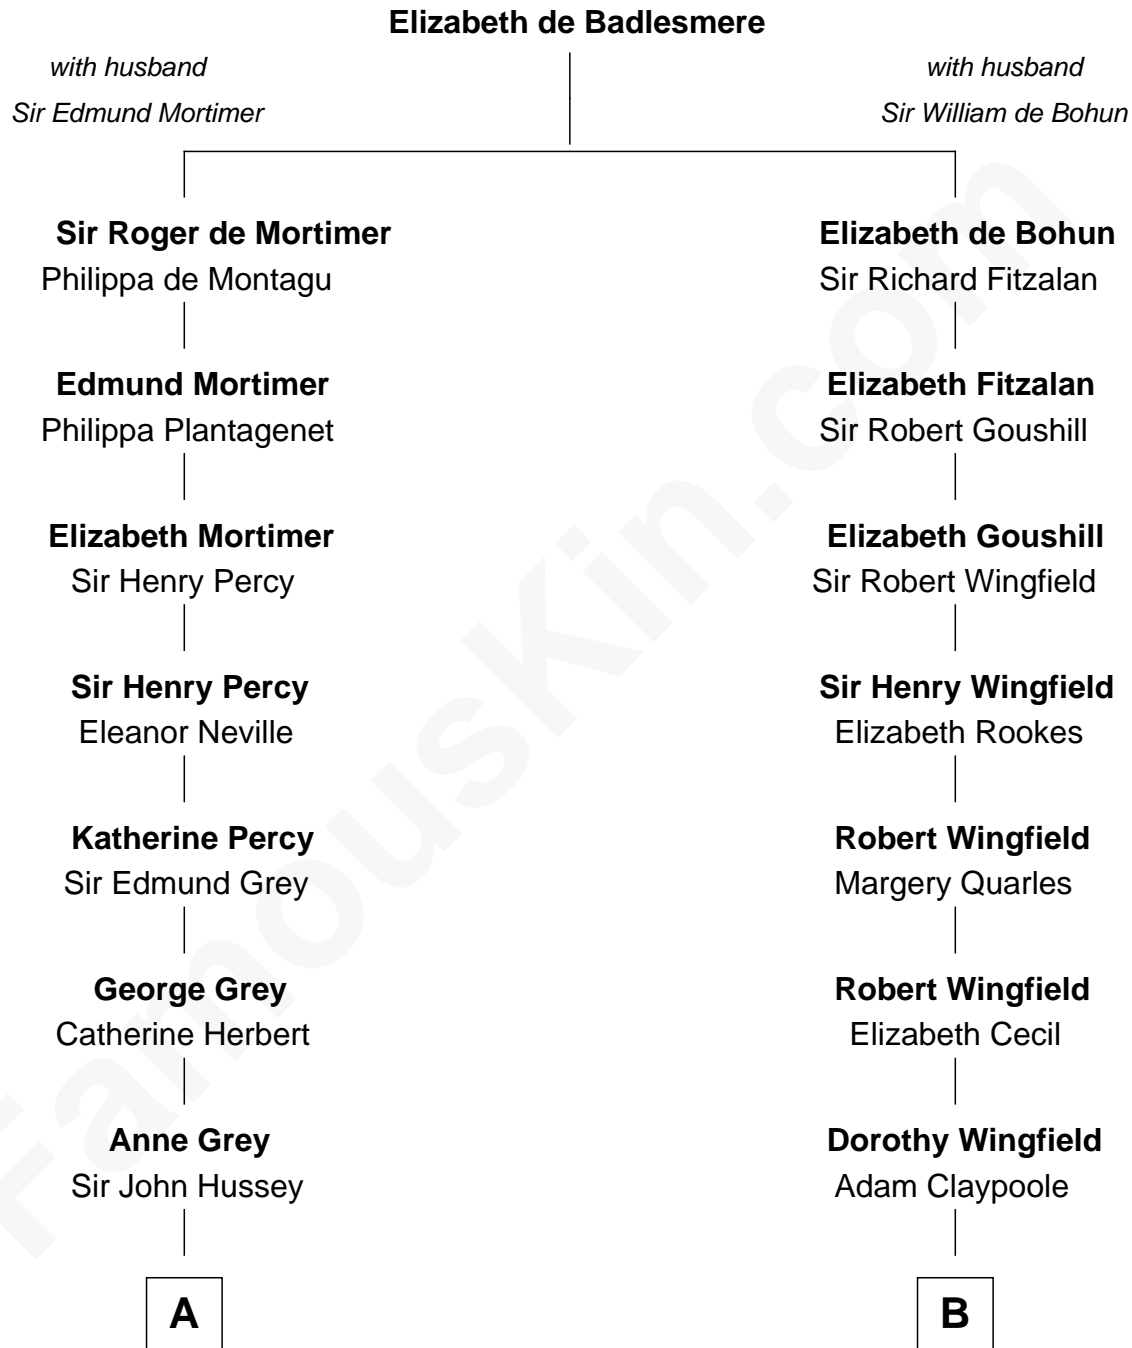 Elizabeth de Badlesmere
with husband
Sir Edmund Mortimer
with husband
Sir William de Bohun
Sir Roger de Mortimer
Philippa de Montagu
Elizabeth de Bohun
Sir Richard Fitzalan
Edmund Mortimer
Philippa Plantagenet
Elizabeth Fitzalan
Sir Robert Goushill
Elizabeth Mortimer
Sir Henry Percy
Elizabeth Goushill
Sir Robert Wingfield
Sir Henry Percy
Eleanor Neville
Sir Henry Wingfield
Elizabeth Rookes
Katherine Percy
Sir Edmund Grey
Robert Wingfield
Margery Quarles
George Grey
Catherine Herbert
Robert Wingfield
Elizabeth Cecil
Anne Grey
Sir John Hussey
Dorothy Wingfield
Adam Claypoole
A
B
FamousKin.com